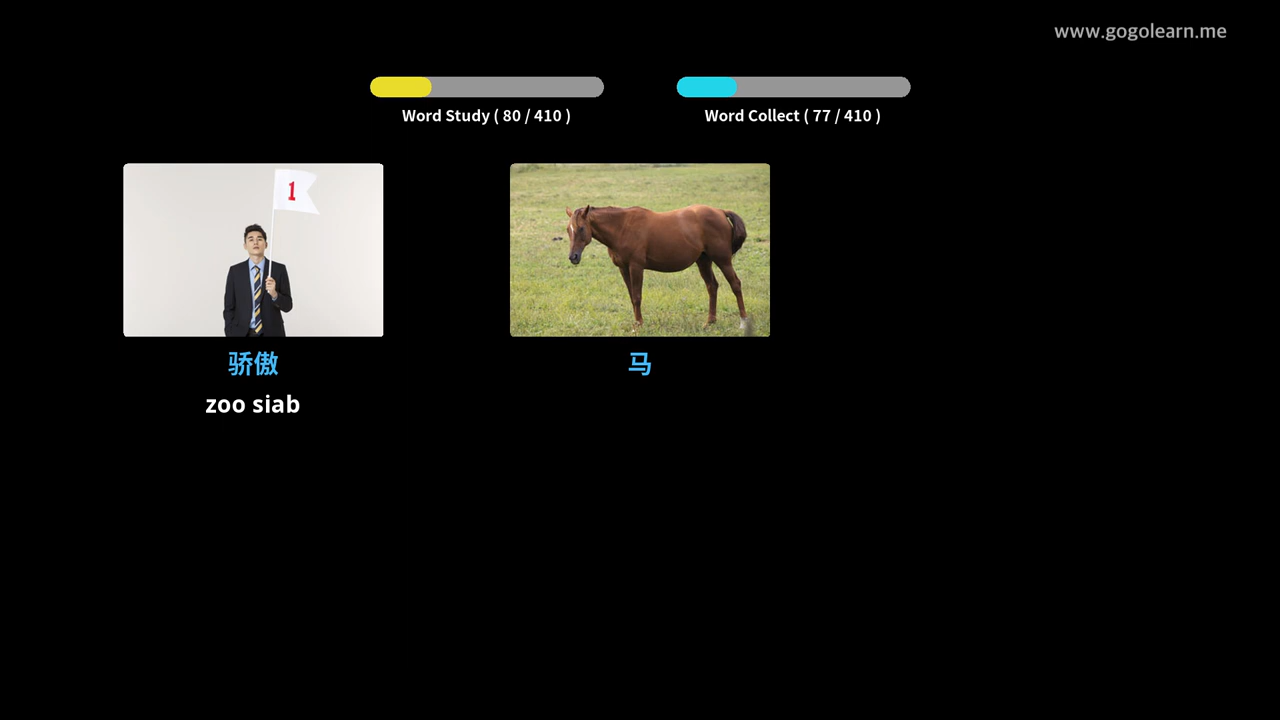 www.gogolearn.me
Word Study ( 80 / 410 )
Word Collect ( 77 / 410 )
1
骄傲
马
zoo siab